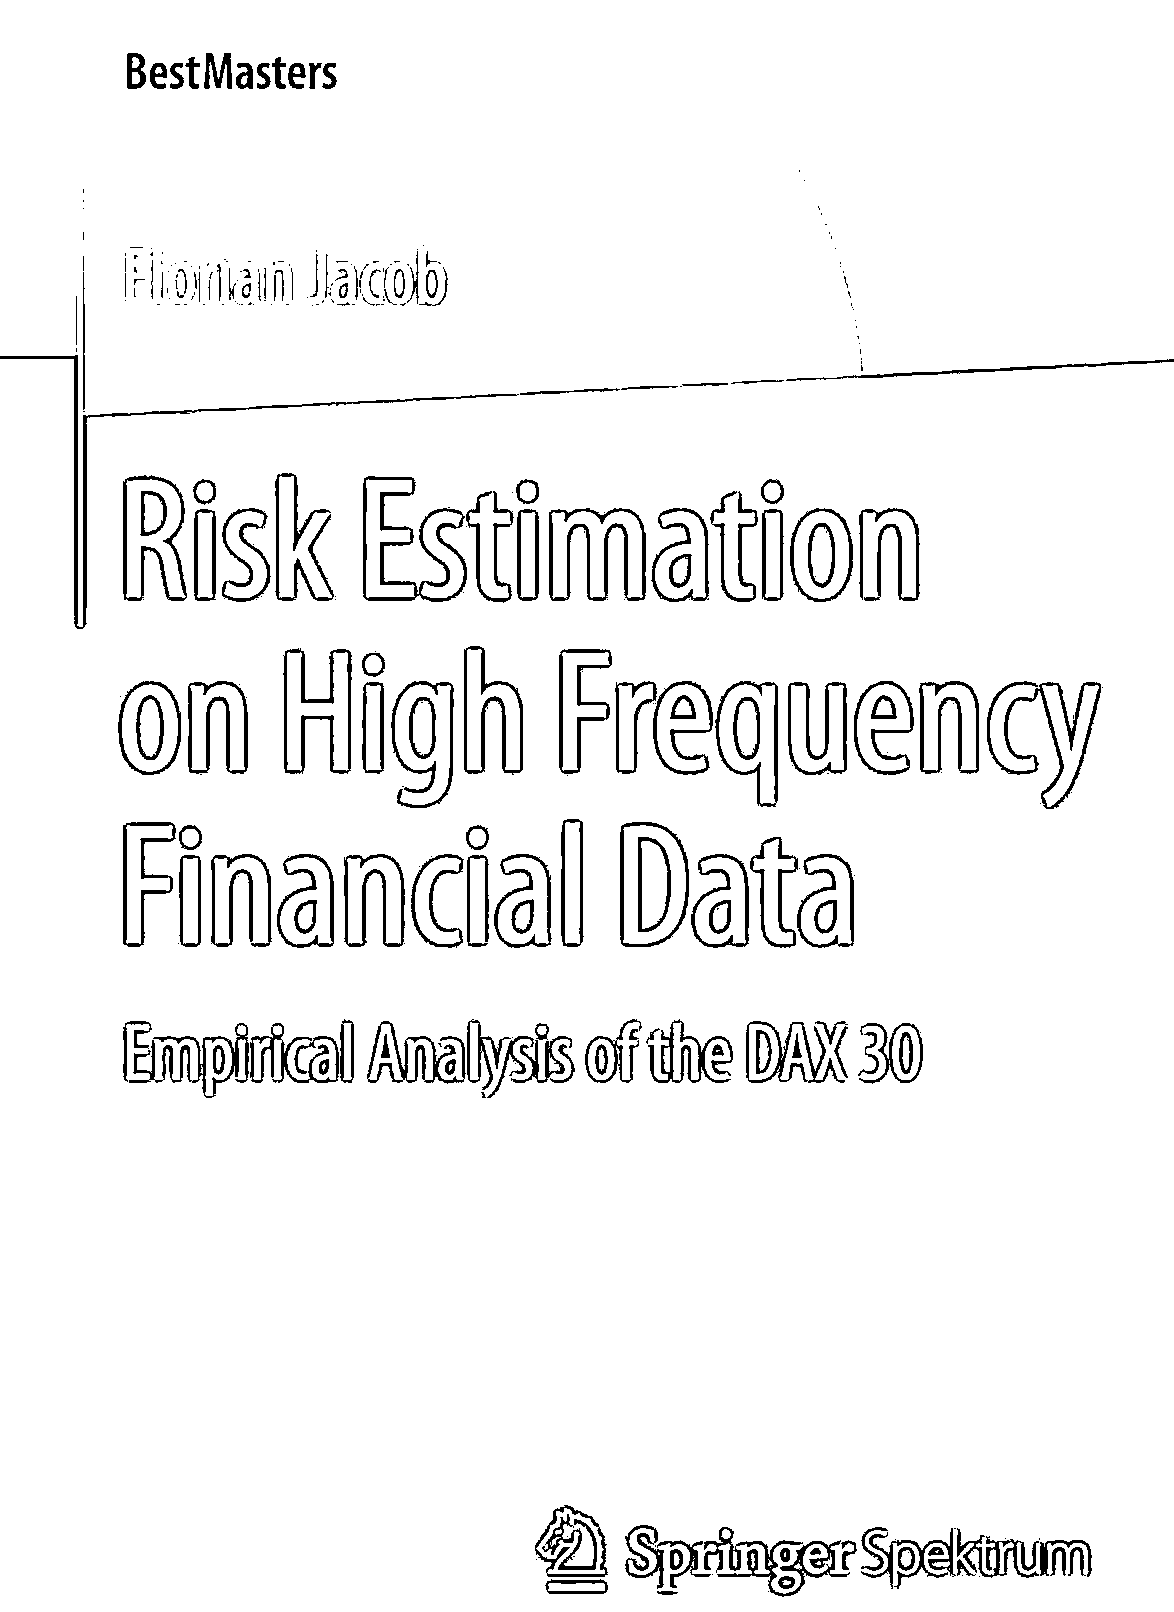 BestMasters
Florian Jacob
Risk Estimation
on High Frequency
Financial Data
Empirical Analysis of the DAX 30
Springer Spektrum